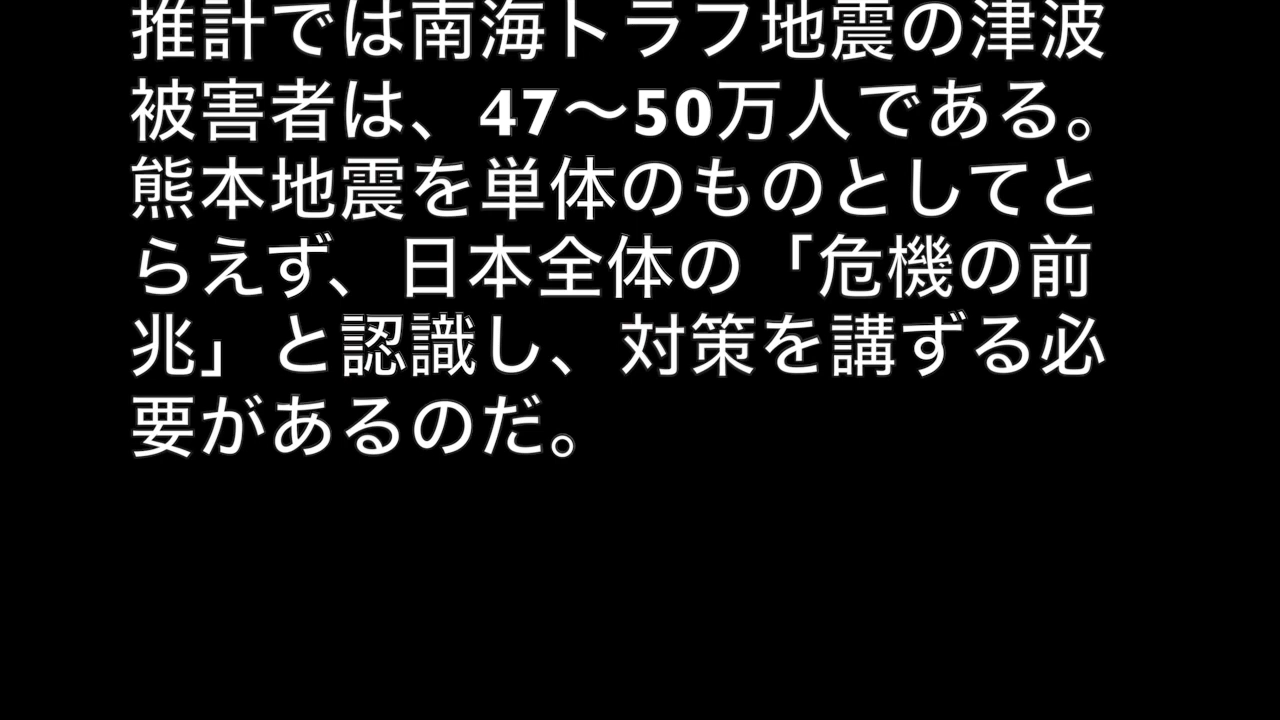 推計では南海トラフ地震の津波
被害者は、47〜50万人である。
熊本地震を単体のものとしてと
らえず、日本全体の「危機の前
兆」と認識し、対策を講ずる必
要があるのだ。